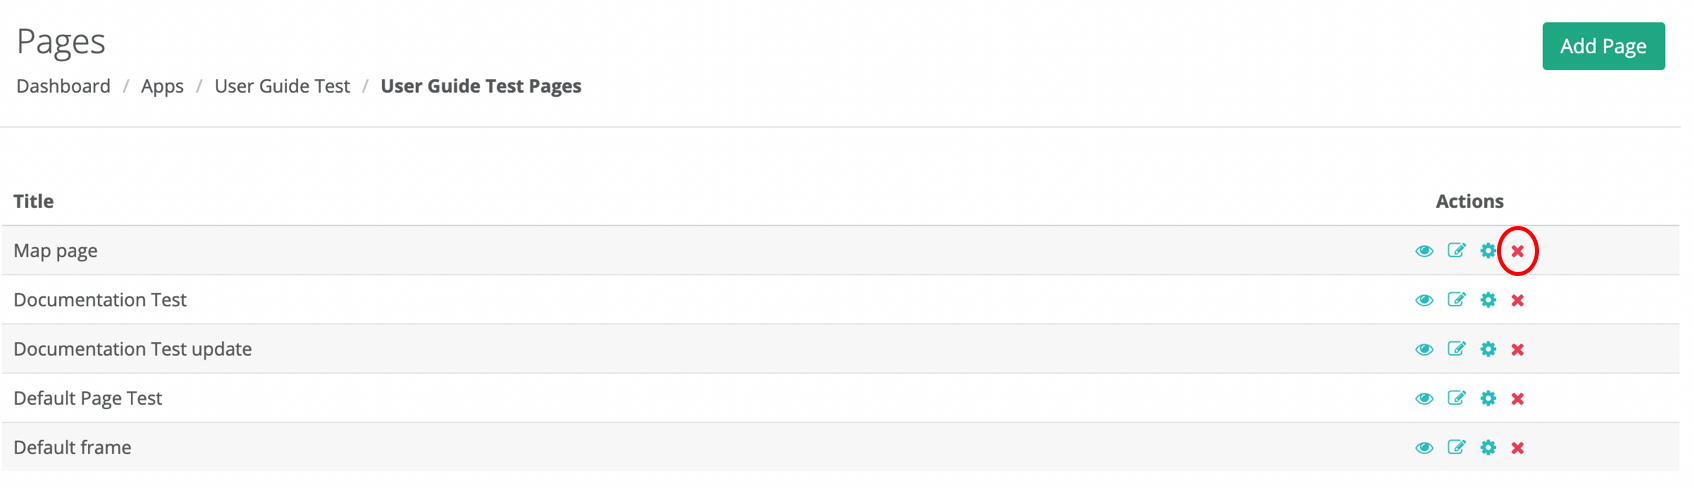 Pages
Add Page
Dashboard / Apps / User Guide Test / User Guide Test Pages
Title Actions
Map page
Documentation Test
Documentation Test update
Default Page Test
Default frame